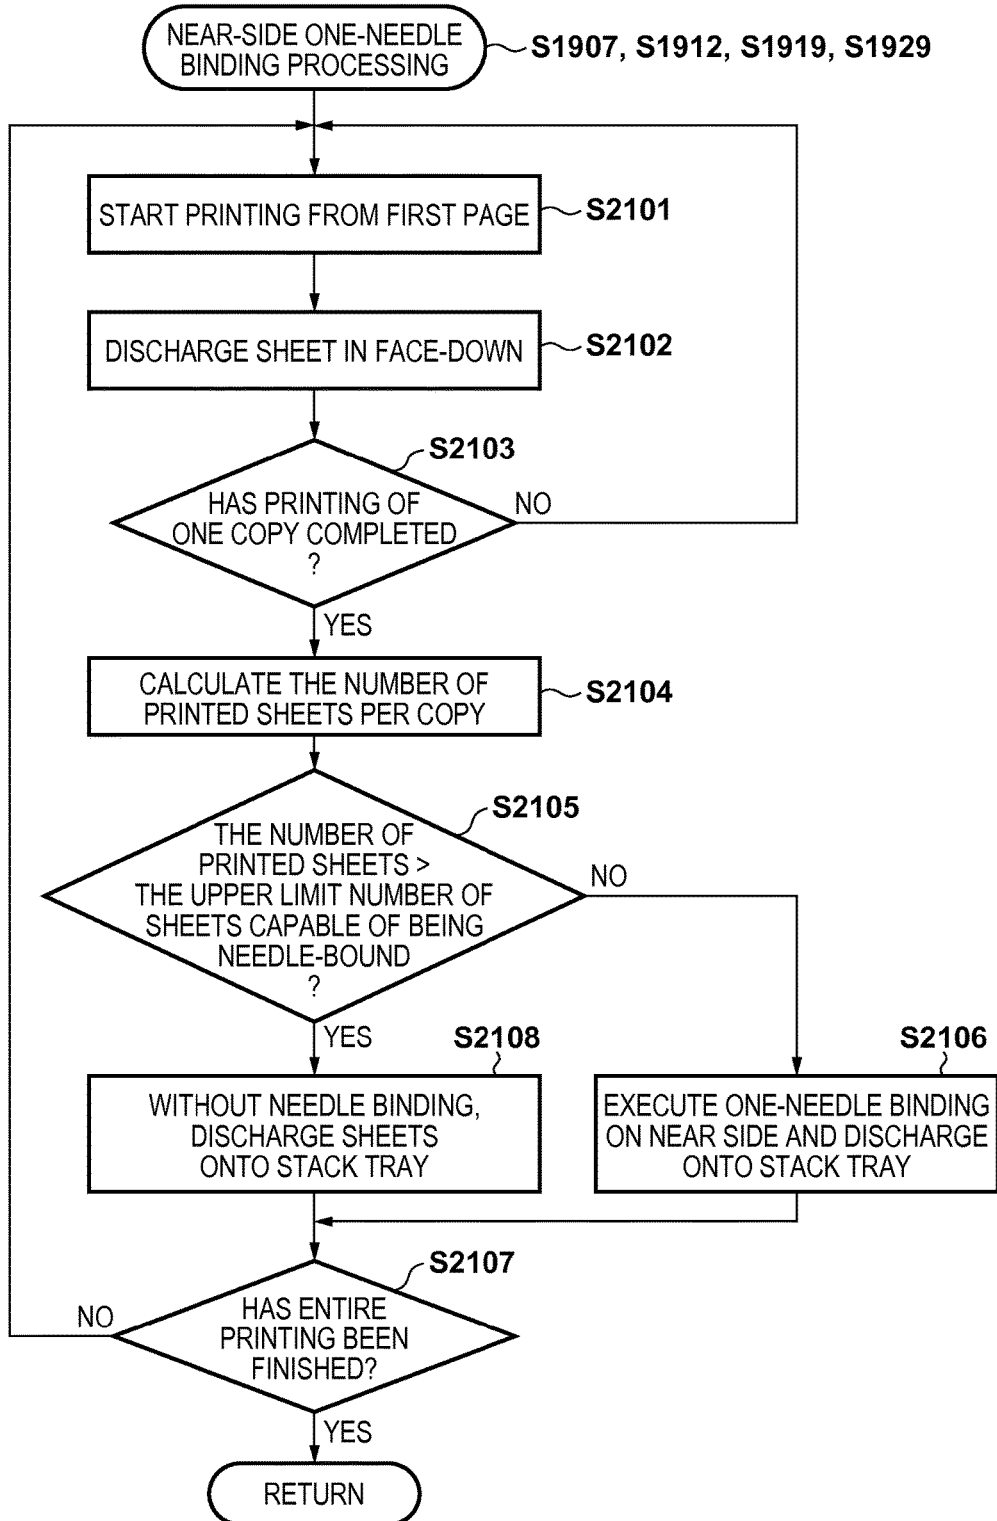 NEAR-SIDE ONE-NEEDLE
BINDING PROCESSING
S1907, S1912, S1919, S1929
START PRINTING FROM FIRST PAGE
S2101
DISCHARGE SHEET IN FACE-DOWN
S2102
S2103
HAS PRINTING OF
ONE COPY COMPLETED
?
NO
YES
CALCULATE THE NUMBER OF
PRINTED SHEETS PER COPY
S2104
S2105
THE NUMBER OF
PRINTED SHEETS >
THE UPPER LIMIT NUMBER OF
SHEETS CAPABLE OF BEING
NEEDLE-BOUND
?
NO
YES
S2108
WITHOUT NEEDLE BINDING,
DISCHARGE SHEETS
ONTO STACK TRAY
S2106
EXECUTE ONE-NEEDLE BINDING
ON NEAR SIDE AND DISCHARGE
ONTO STACK TRAY
S2107
HAS ENTIRE
PRINTING BEEN
FINISHED?
NO
YES
RETURN